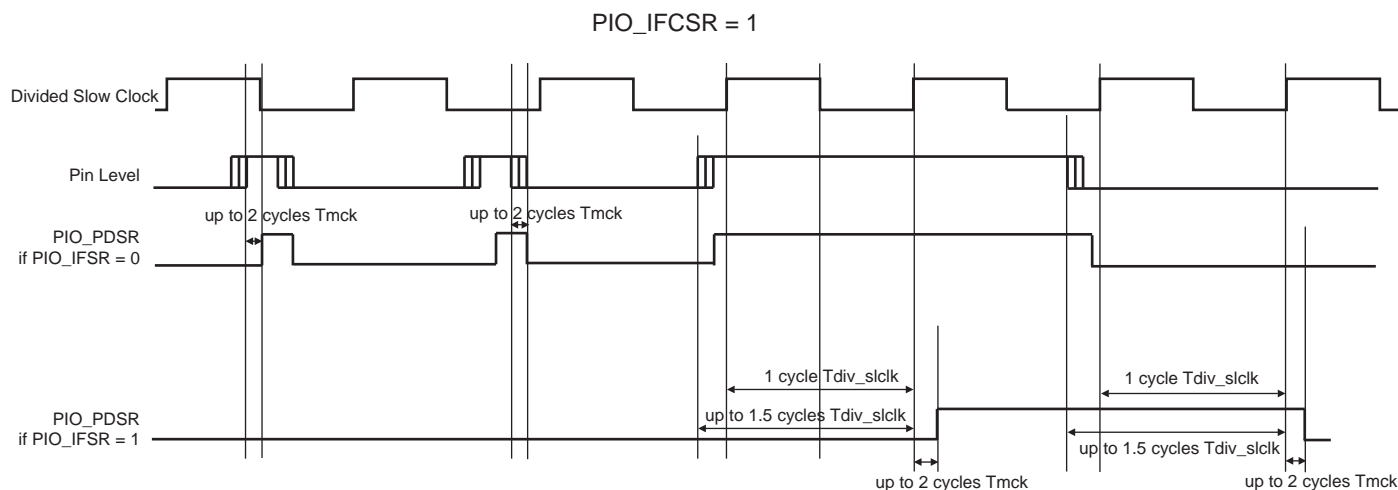 PIO_IFCSR = 1
Divided Slow Clock
Pin Level
up to 2 cycles Tmck
up to 2 cycles Tmck
PIO_PDSR
if PIO_IFSR = 0
1 cycle Tdiv_slclk
1 cycle Tdiv_slclk
up to 1.5 cycles Tdiv_slclk
PIO_PDSR
if PIO_IFSR = 1
up to 1.5 cycles Tdiv_slclk
up to 2 cycles Tmck
up to 2 cycles Tmck